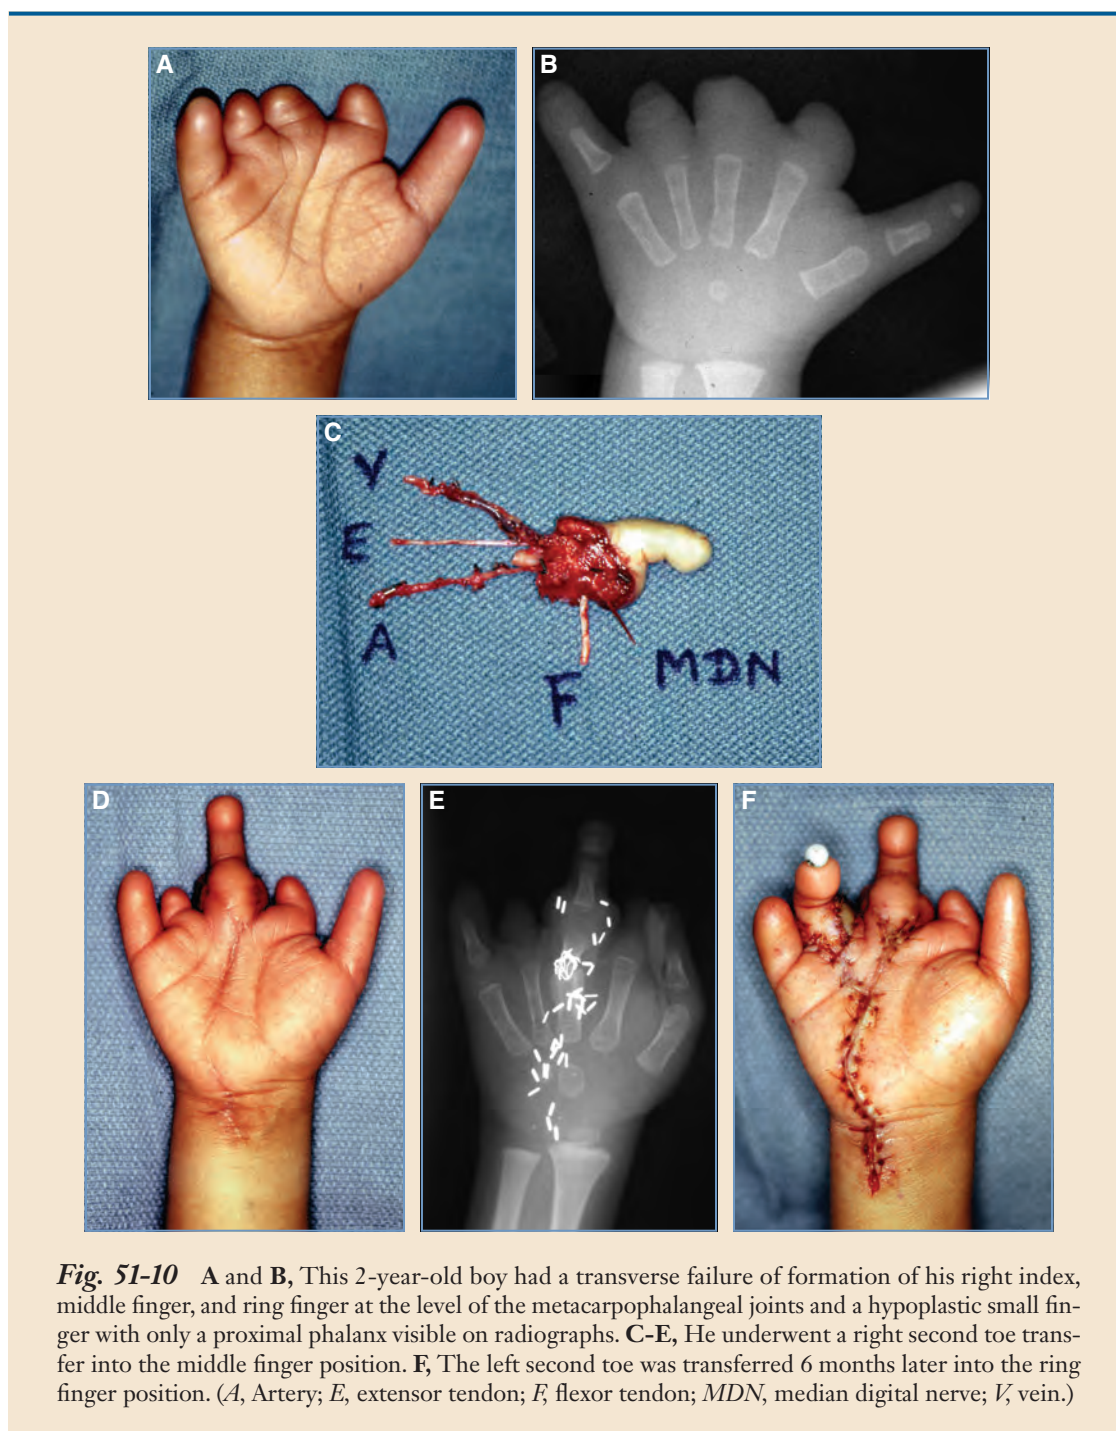 A
B
C
V
E
A
F
MDN
D
E
F
Fig. 51-10 A and B, This 2-year-old boy had a transverse failure of formation of his right index,
middle finger, and ring finger at the level of the metacarpophalangeal joints and a hypoplastic small fin-
ger with only a proximal phalanx visible on radiographs. C-E, He underwent a right second toe trans-
fer into the middle finger position. F, The left second toe was transferred 6 months later into the ring
finger position. (A, Artery; E, extensor tendon; F, flexor tendon; MDN, median digital nerve; V, vein.)